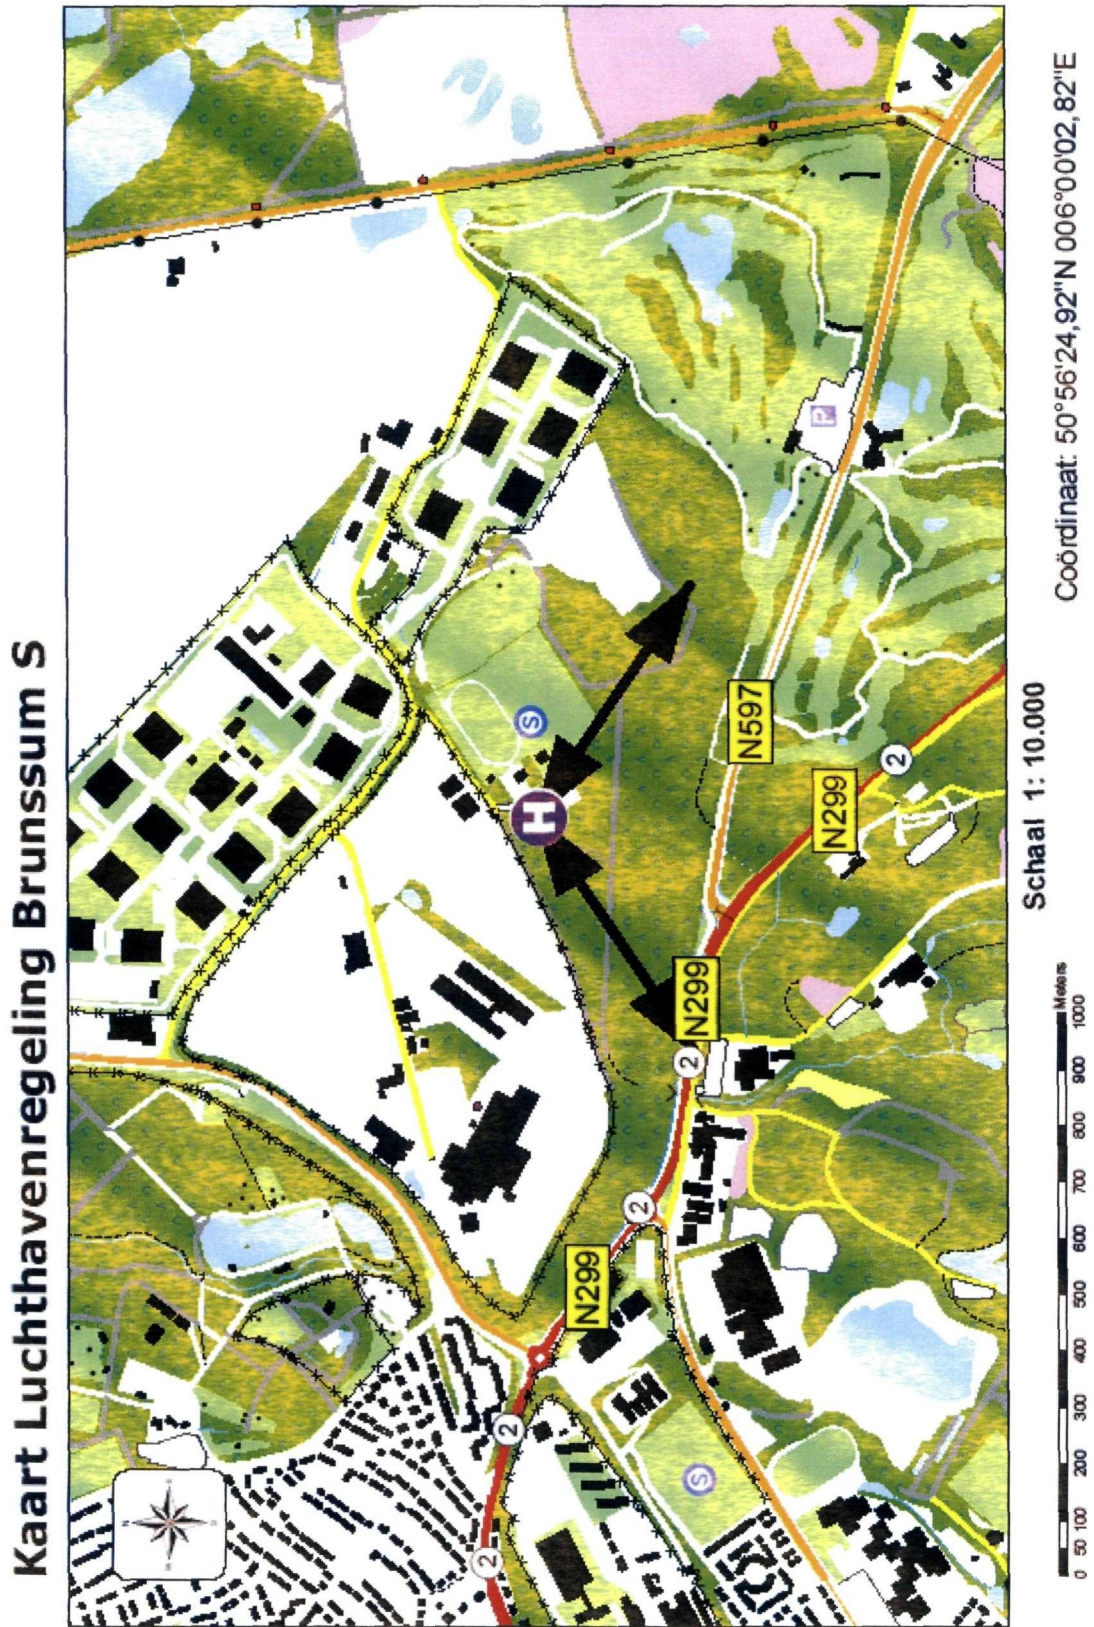 Kaart Luchthavenregeling Brunssum S
H
S
P
N597
N299
2
N299
2
2
N299
2
2
S
Schaal 1: 10.000
0 50 100 200 300 400 500 600 700 800 900 1000 Meters
Coördinaat: 50°56'24,92"N 006°00'02,82"E